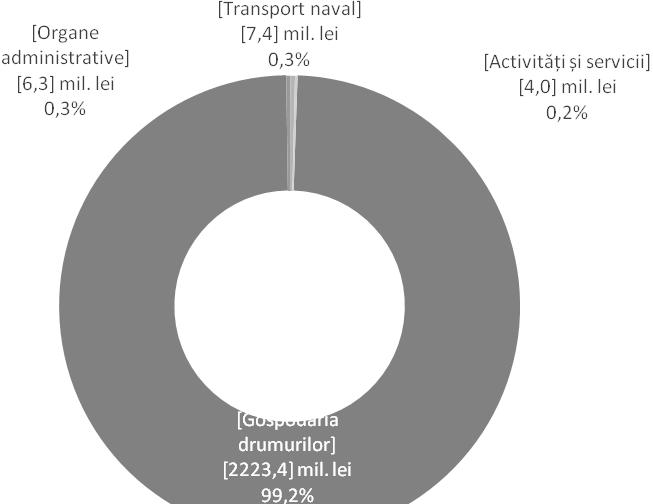 [Transport naval]
[7,4] mil. lei
0,3%
[Organe
administrative]
[6,3] mil. lei
0,3%
[Activități și servicii]
[4,0] mil. lei
0,2%
[Gospodăria
drumurilor]
[2223,4] mil. lei
99,2%